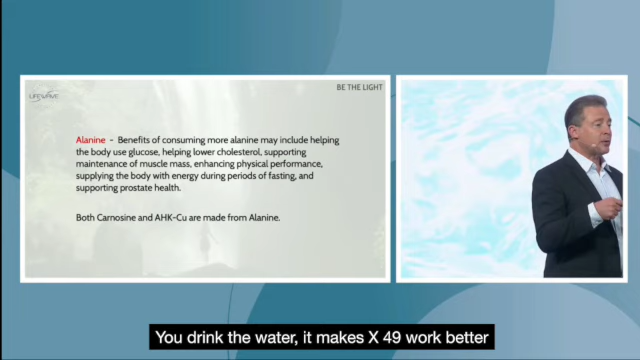 LIFEWAVE
BE THE LIGHT
Alanine - Benefits of consuming more alanine may include helping
the body use glucose, helping lower cholesterol, supporting
maintenance of muscle mass, enhancing physical performance,
supplying the body with energy during periods of fasting, and
supporting prostate health.
Both Carnosine and AHK-Cu are made from Alanine.
You drink the water, it makes X 49 work better